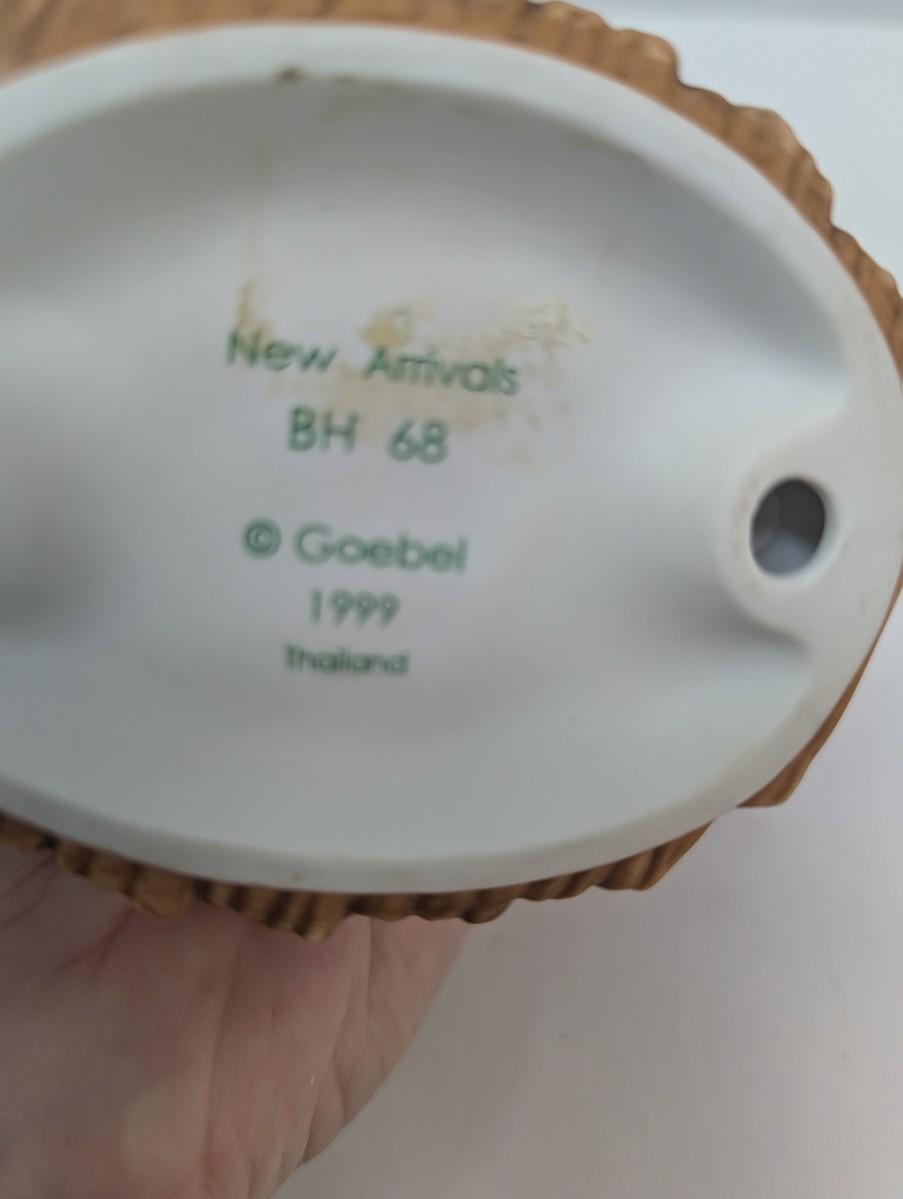 New Arrivals
BH 68
© Goebel
1999
Thailand